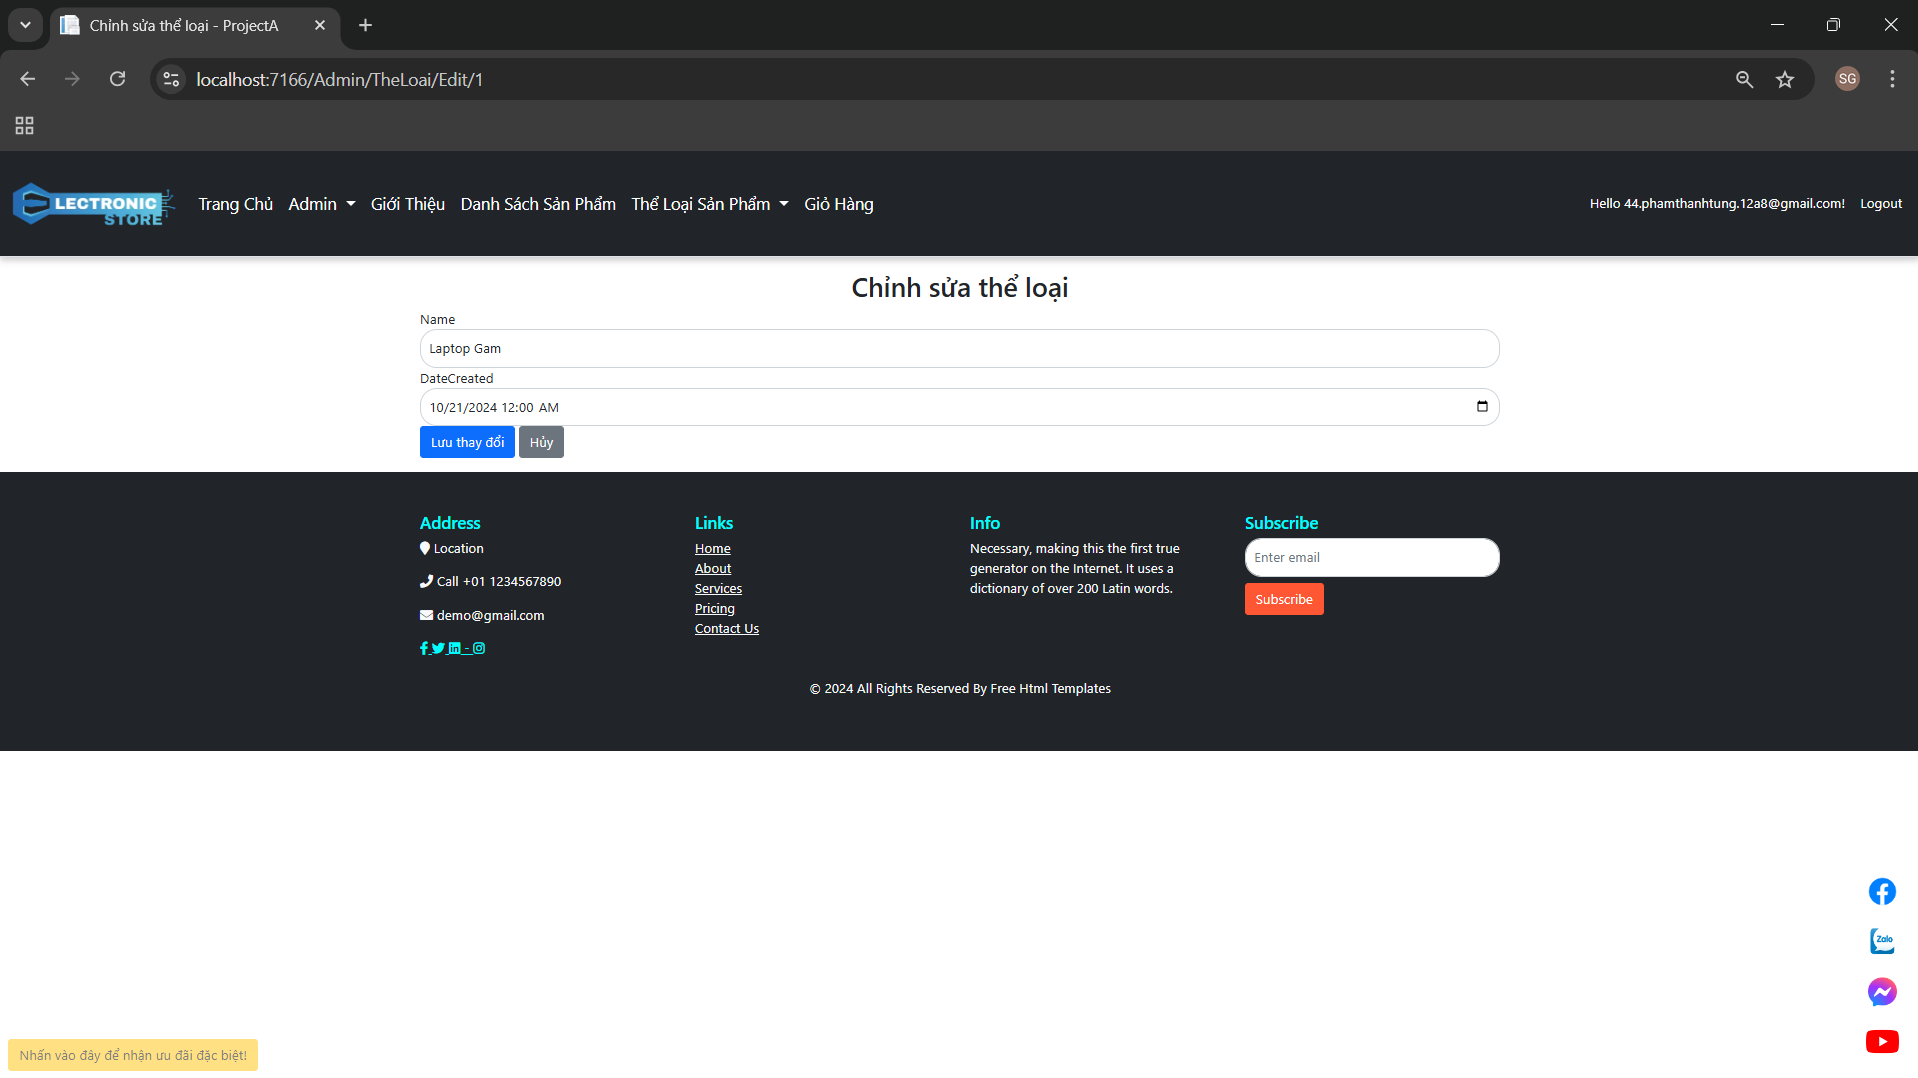 Chỉnh sửa thể loại - ProjectA
localhost:7166/Admin/TheLoai/Edit/1
SG
LECTRONIC
STORE
Trang Chủ Admin Giới Thiệu Danh Sách Sản Phẩm Thể Loại Sản Phẩm Giỏ Hàng
Hello 44.phamthanhtung.12a8@gmail.com! Logout
Chỉnh sửa thể loại
Name
Laptop Gam
DateCreated
10/21/2024 12:00 AM
Lưu thay đổi Hủy
Address
Location
Call +01 1234567890
demo@gmail.com
-
Links
Home
About
Services
Pricing
Contact Us
Info
Necessary, making this the first true
generator on the Internet. It uses a
dictionary of over 200 Latin words.
Subscribe
Enter email
Subscribe
© 2024 All Rights Reserved By Free Html Templates
Zalo
Nhấn vào đây để nhận ưu đãi đặc biệt!